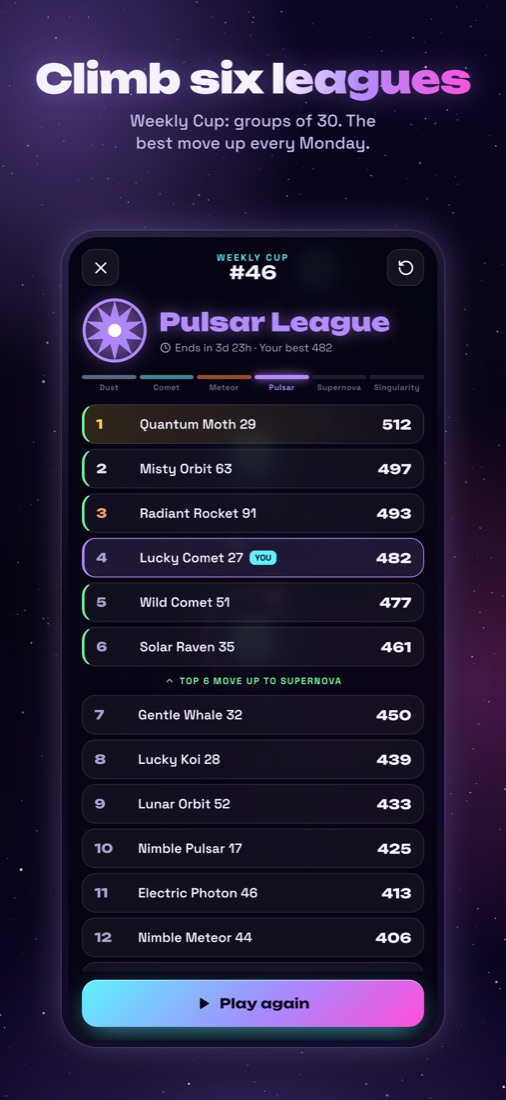 Climb six leagues
Weekly Cup: groups of 30. The
best move up every Monday.
WEEKLY CUP
#46
Pulsar League
Ends in 3d 23h · Your best 482
Dust Comet Meteor Pulsar Supernova Singularity
1 Quantum Moth 29 512
2 Misty Orbit 63 497
3 Radiant Rocket 91 493
4 Lucky Comet 27 YOU 482
5 Wild Comet 51 477
6 Solar Raven 35 461
TOP 6 MOVE UP TO SUPERNOVA
7 Gentle Whale 32 450
8 Lucky Koi 28 439
9 Lunar Orbit 52 433
10 Nimble Pulsar 17 425
11 Electric Photon 46 413
12 Nimble Meteor 44 406
Play again